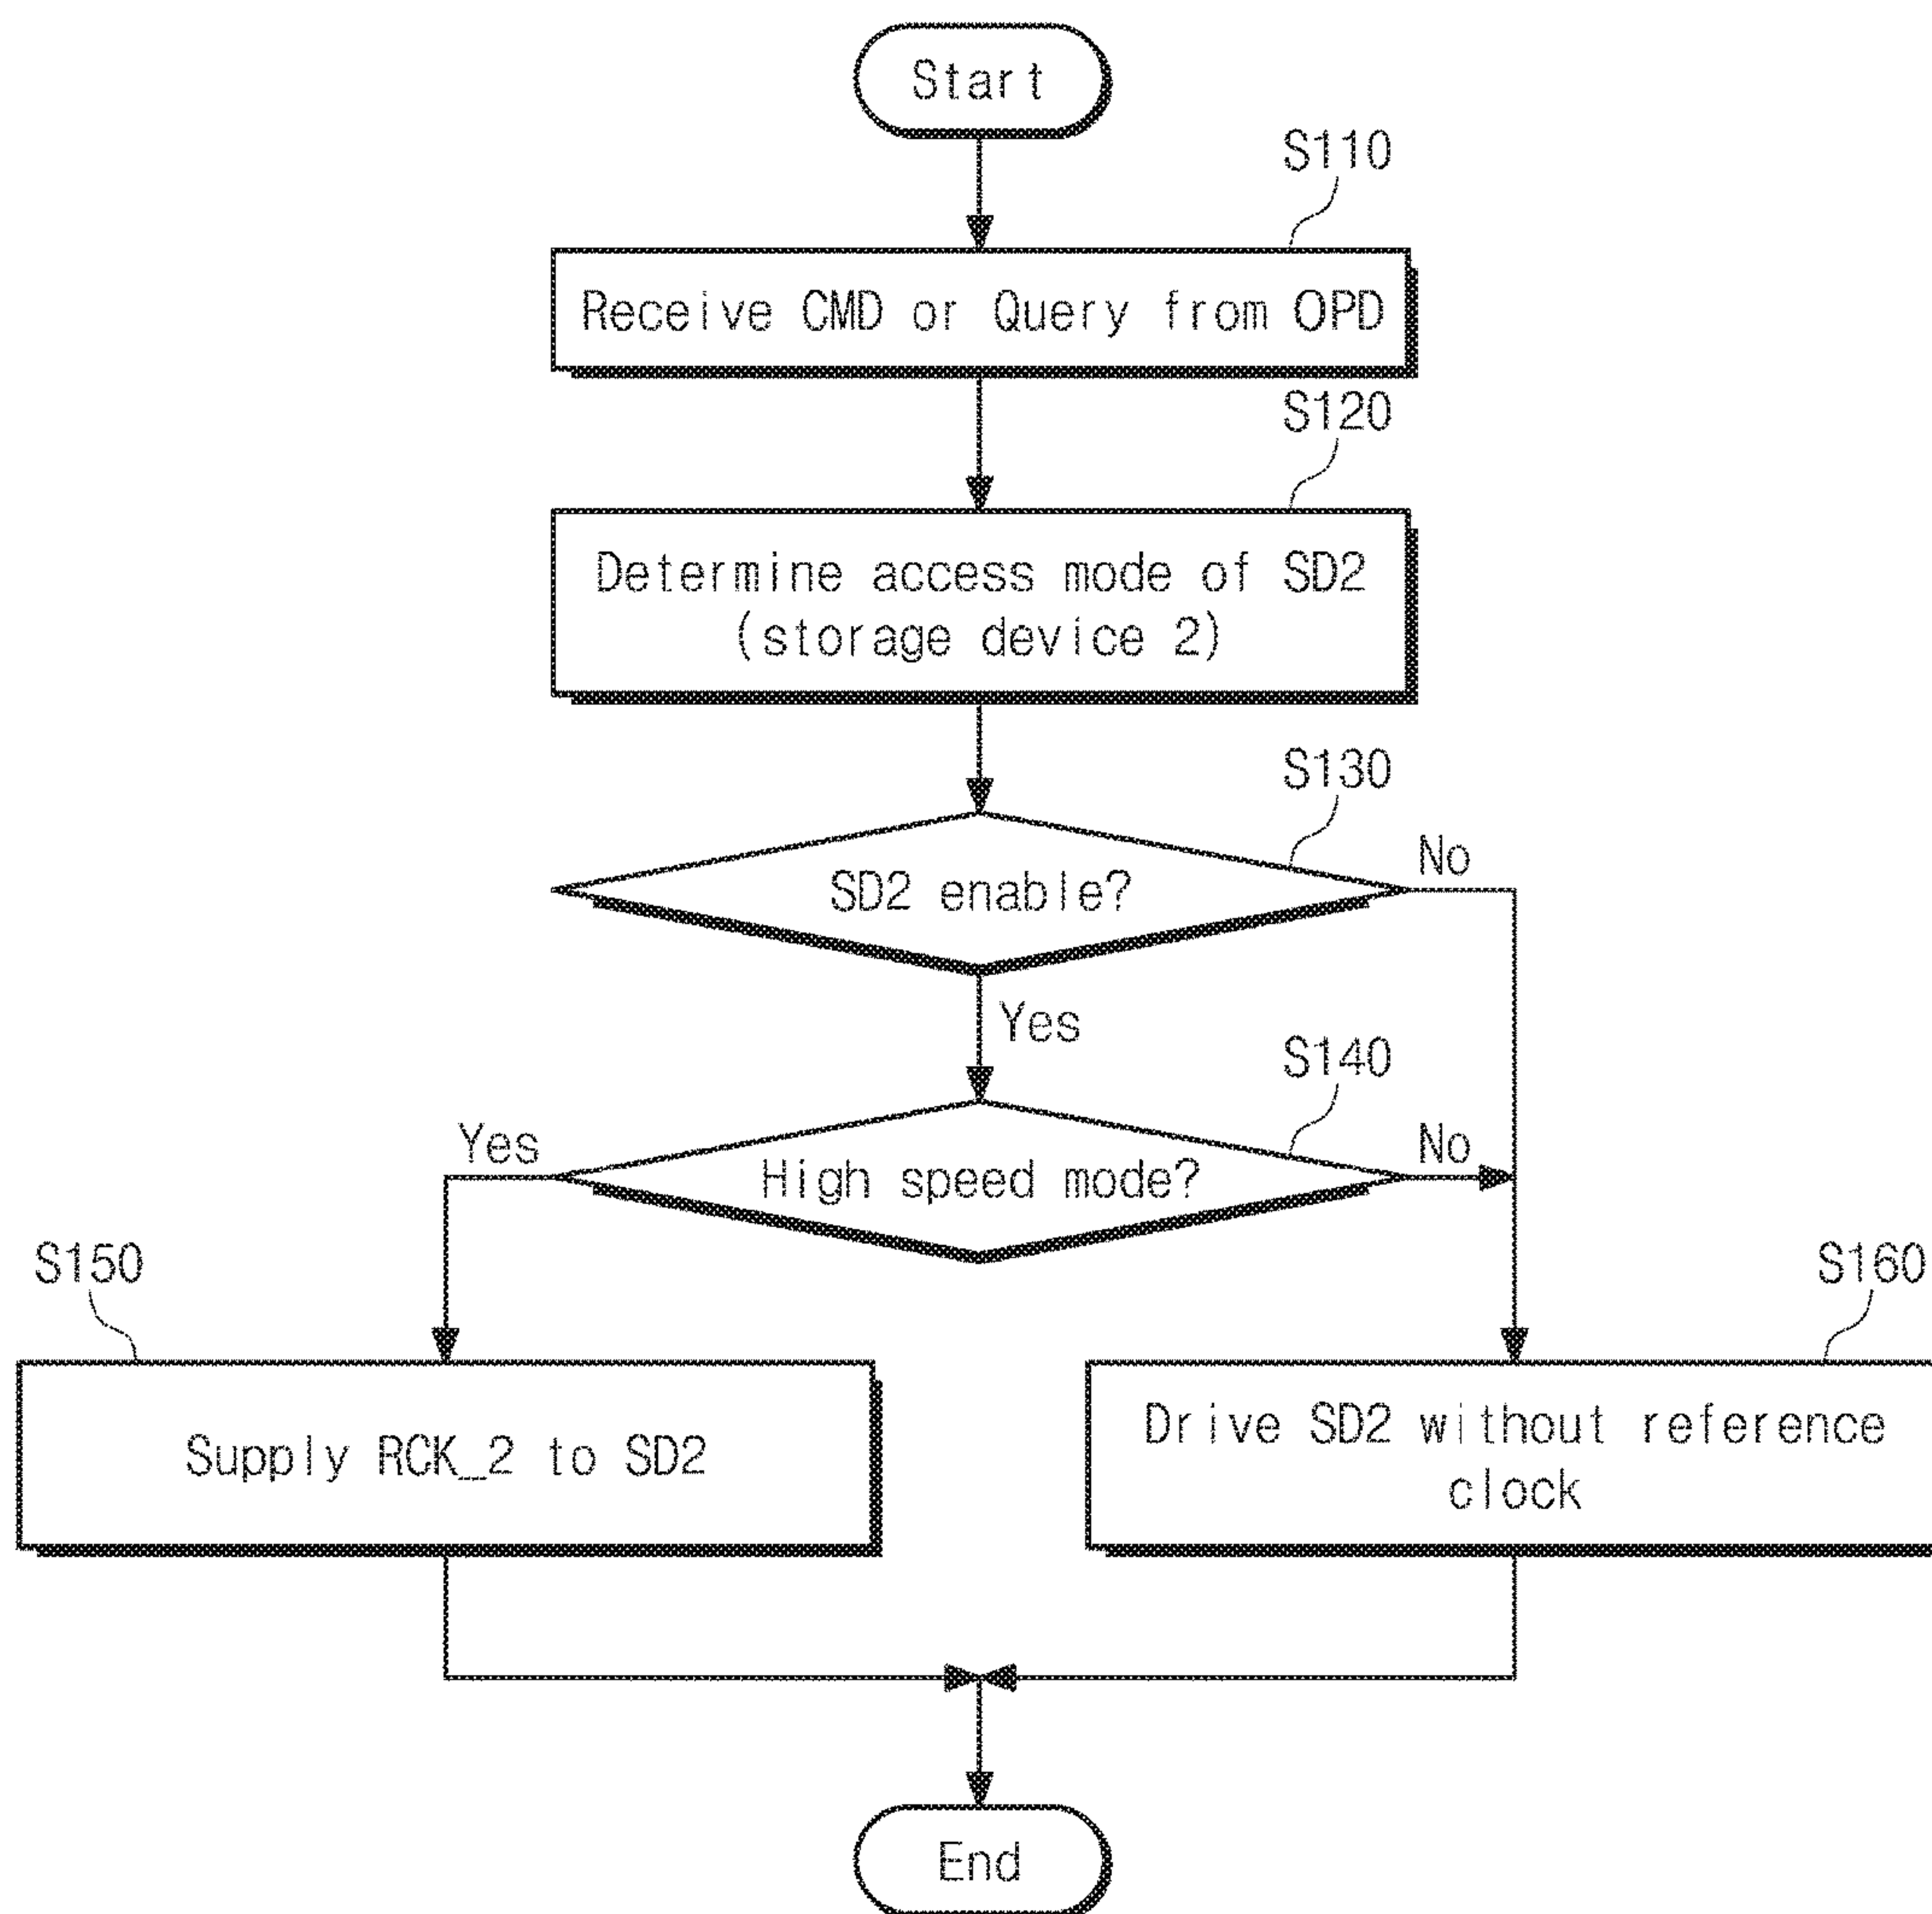 Start
S110
Receive CMD or Query from OPD
S120
Determine access mode of SD2
(storage device 2)
S130
SD2 enable?
No
Yes
S140
High speed mode?
Yes
No
S150
Supply RCK_2 to SD2
S160
Drive SD2 without reference
clock
End